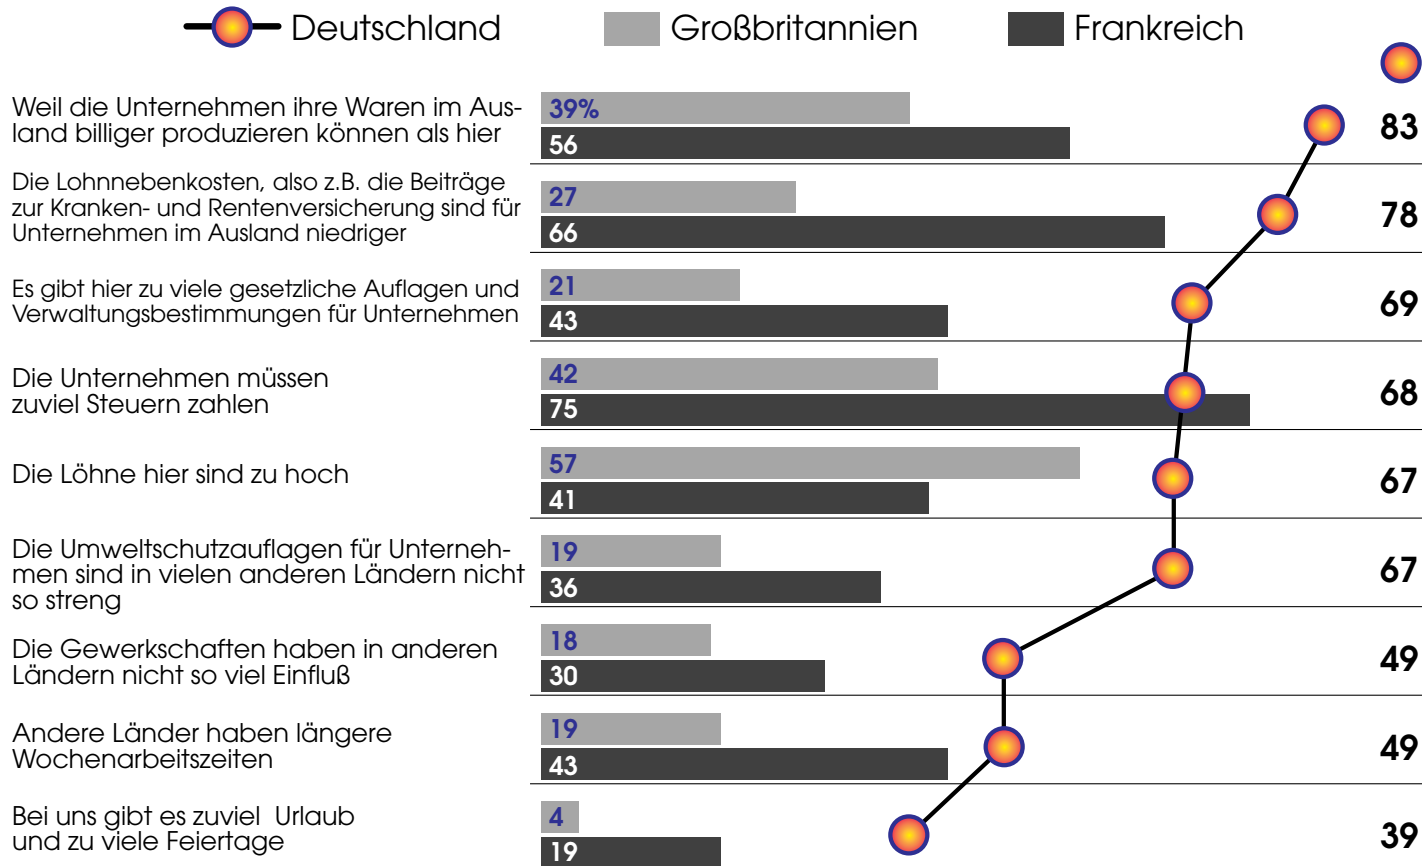 Deutschland Großbritannien Frankreich
Weil die Unternehmen ihre Waren im Aus-
land billiger produzieren können als hier
39%
56
83
Die Lohnnebenkosten, also z.B. die Beiträge
zur Kranken- und Rentenversicherung sind für
Unternehmen im Ausland niedriger
27
66
78
Es gibt hier zu viele gesetzliche Auflagen und
Verwaltungsbestimmungen für Unternehmen
21
43
69
Die Unternehmen müssen
zuviel Steuern zahlen
42
75
68
Die Löhne hier sind zu hoch
57
41
67
Die Umweltschutzauflagen für Unterneh-
men sind in vielen anderen Ländern nicht
so streng
19
36
67
Die Gewerkschaften haben in anderen
Ländern nicht so viel Einfluß
18
30
49
Andere Länder haben längere
Wochenarbeitszeiten
19
43
49
Bei uns gibt es zuviel Urlaub
und zu viele Feiertage
4
19
39